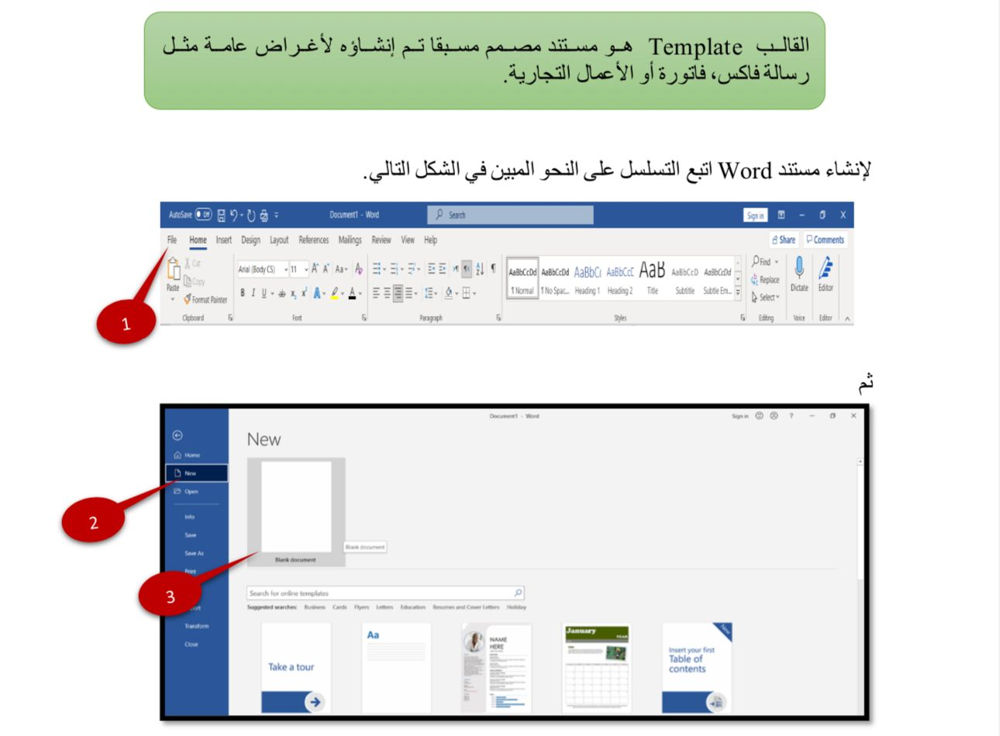 القالب Template هو مستند مصمم مسبقا تم إنشاؤه لأغراض عامة مثل
رسالة فاكس، فاتورة أو الأعمال التجارية.
لإنشاء مستند Word اتبع التسلسل على النحو المبين في الشكل التالي.
AutoSave Off Document1 - Word Search Sign in
File Home Insert Design Layout References Mailings Review View Help Share Comments
Cut
Copy
Paste
Format Painter
Arial (Body CS) 11
AaBbCcDd AaBbCcDd AaBbCc AaBbCcE AaB AaBbCcD AaBbCcDd
¶ Normal ¶ No Spac... Heading 1 Heading 2 Title Subtitle Subtle Em...
Find
Replace
Select
Dictate Editor
Clipboard Font Paragraph Styles Editing Voice Editor
1
ثم
Document1 - Word Sign in
New
Home
New
Open
Info
Save
Save As
Print
Transform
Close
2
3
Blank document
Blank document
Search for online templates
Suggested searches: Business Cards Flyers Letters Education Resumes and Cover Letters Holiday
Take a tour
Aa
NAME
HERE
January
YEAR
New
Insert your first
Table of
contents